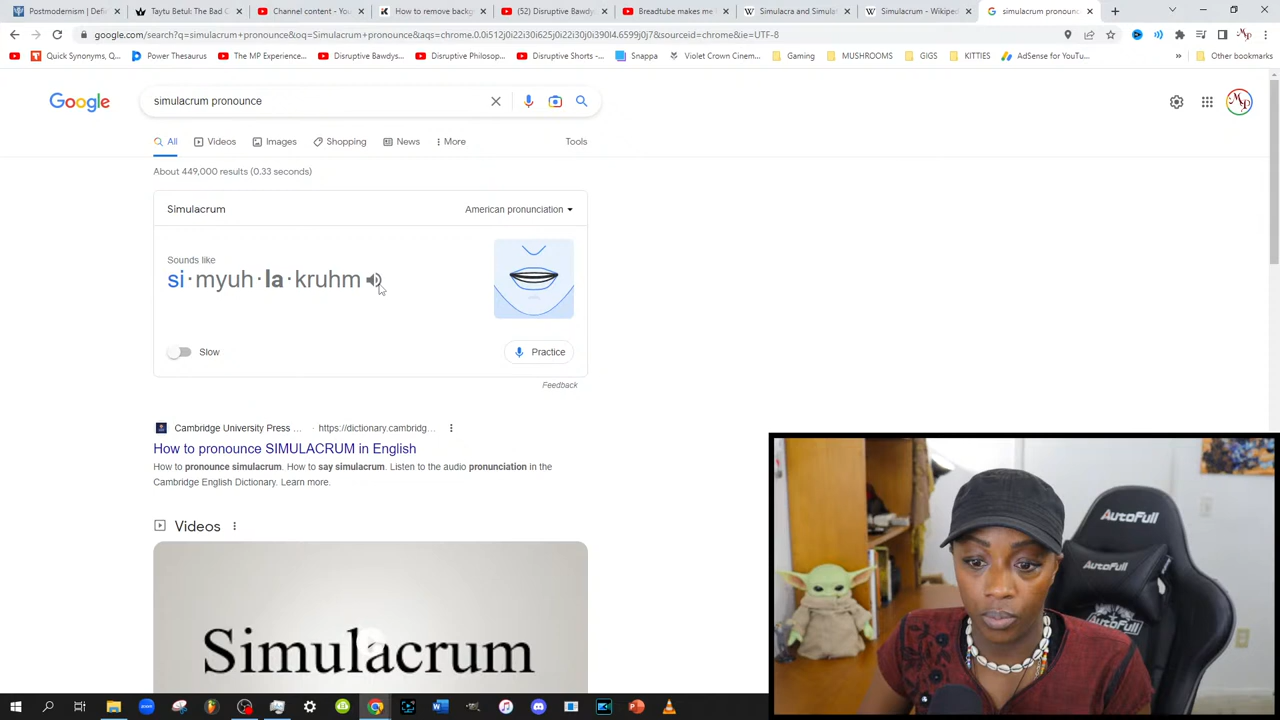 Postmodernism | Defi
Taytu Betul: The Bad C
Channel content - You
How to remove backg
(52) Disruptive Bawdy
Breadtube makes me
Simulacra and Simulat
Simulacrum - Wikiped
simulacrum pronoun
google.com/search?q=simulacrum+pronounce&oq=Simulacrum+pronounce&aqs=chrome.0.0i512j0i22i30i625j0i22i30j0i390l4.6599j0j7&sourceid=chrome&ie=UTF-8
Quick Synonyms, Q...
Power Thesaurus
The MP Experience...
Disruptive Bawdys...
Disruptive Philosop...
Disruptive Shorts -...
Snappa
Violet Crown Cinem...
Gaming
MUSHROOMS
GIGS
KITTIES
AdSense for YouTu...
»
Other bookmarks
Google
simulacrum pronounce
All
Videos
Images
Shopping
News
More
Tools
About 449,000 results (0.33 seconds)
Simulacrum
American pronunciation
Sounds like
si·myuh·la·kruhm
Slow
Practice
Feedback
Cambridge University Press ... · https://dictionary.cambridg...
How to pronounce SIMULACRUM in English
How to pronounce simulacrum. How to say simulacrum. Listen to the audio pronunciation in the
Cambridge English Dictionary. Learn more.
Videos
Simulacrum
AutoFull
AutoFull